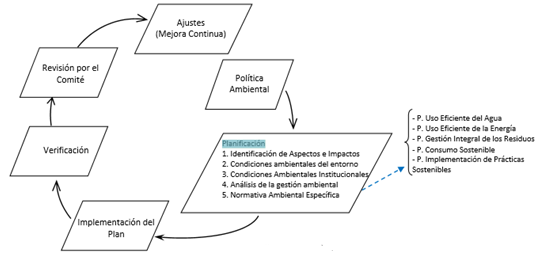 Ajustes
(Mejora Continua)
Política
Ambiental
Planificación
1. Identificación de Aspectos e Impactos
2. Condiciones ambientales del entorno
3. Condiciones Ambientales Institucionales
4. Análisis de la gestión ambiental
5. Normativa Ambiental Específica
- P. Uso Eficiente del Agua
- P. Uso Eficiente de la Energía
- P. Gestión Integral de los Residuos
- P. Consumo Sostenible
- P. Implementación de Prácticas
Sostenibles
Implementación del
Plan
Verificación
Revisión por el
Comité